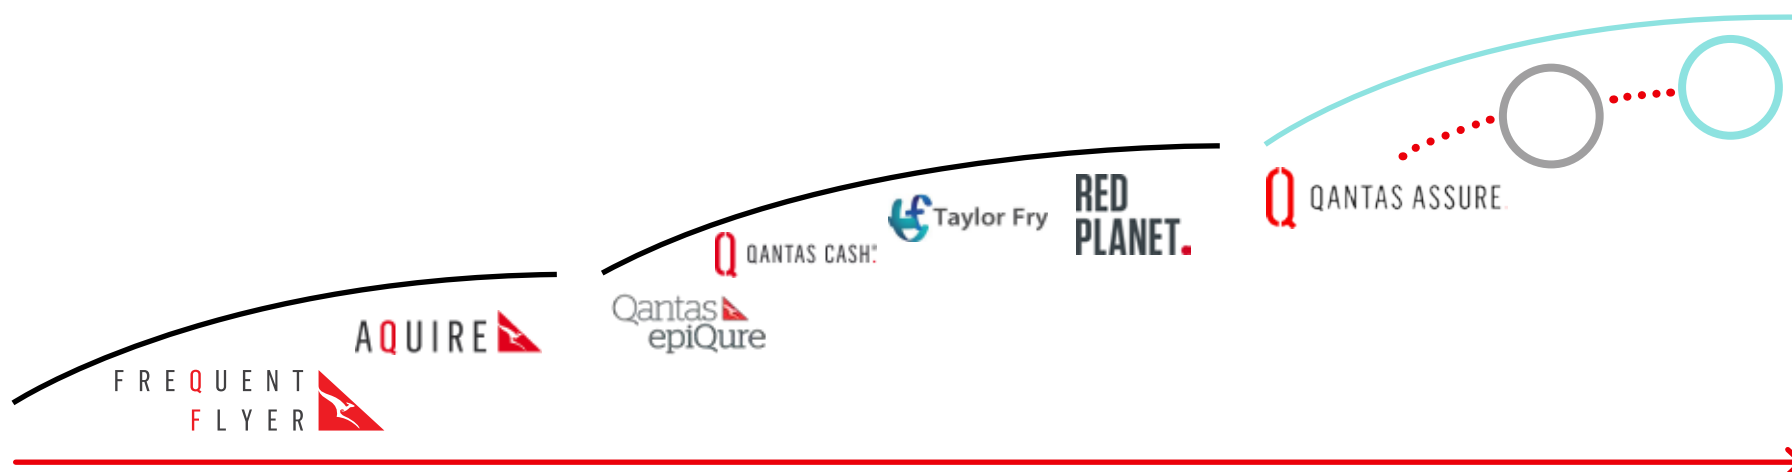 FREQUENT
FLYER
AQUIRE
Qantas
epiQure
QANTAS CASH
Taylor Fry
RED
PLANET.
QANTAS ASSURE